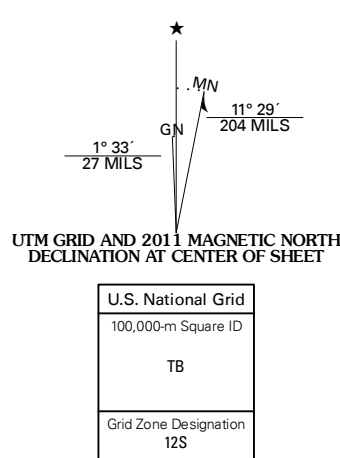 ★
MN
GN
11° 29´
204 MILS
1° 33´
27 MILS
UTM GRID AND 2011 MAGNETIC NORTH
DECLINATION AT CENTER OF SHEET
U.S. National Grid
100,000-m Square ID
TB
Grid Zone Designation
12S